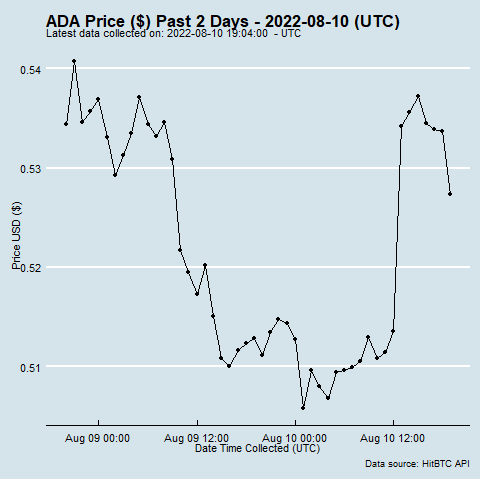 ADA Price ($) Past 2 Days - 2022-08-10 (UTC)
Latest data collected on: 2022-08-10 19:04:00 - UTC
0.54
0.53
0.52
0.51
Price USD ($)
Aug 09 00:00 Aug 09 12:00 Aug 10 00:00 Aug 10 12:00
Date Time Collected (UTC)
Data source: HitBTC API